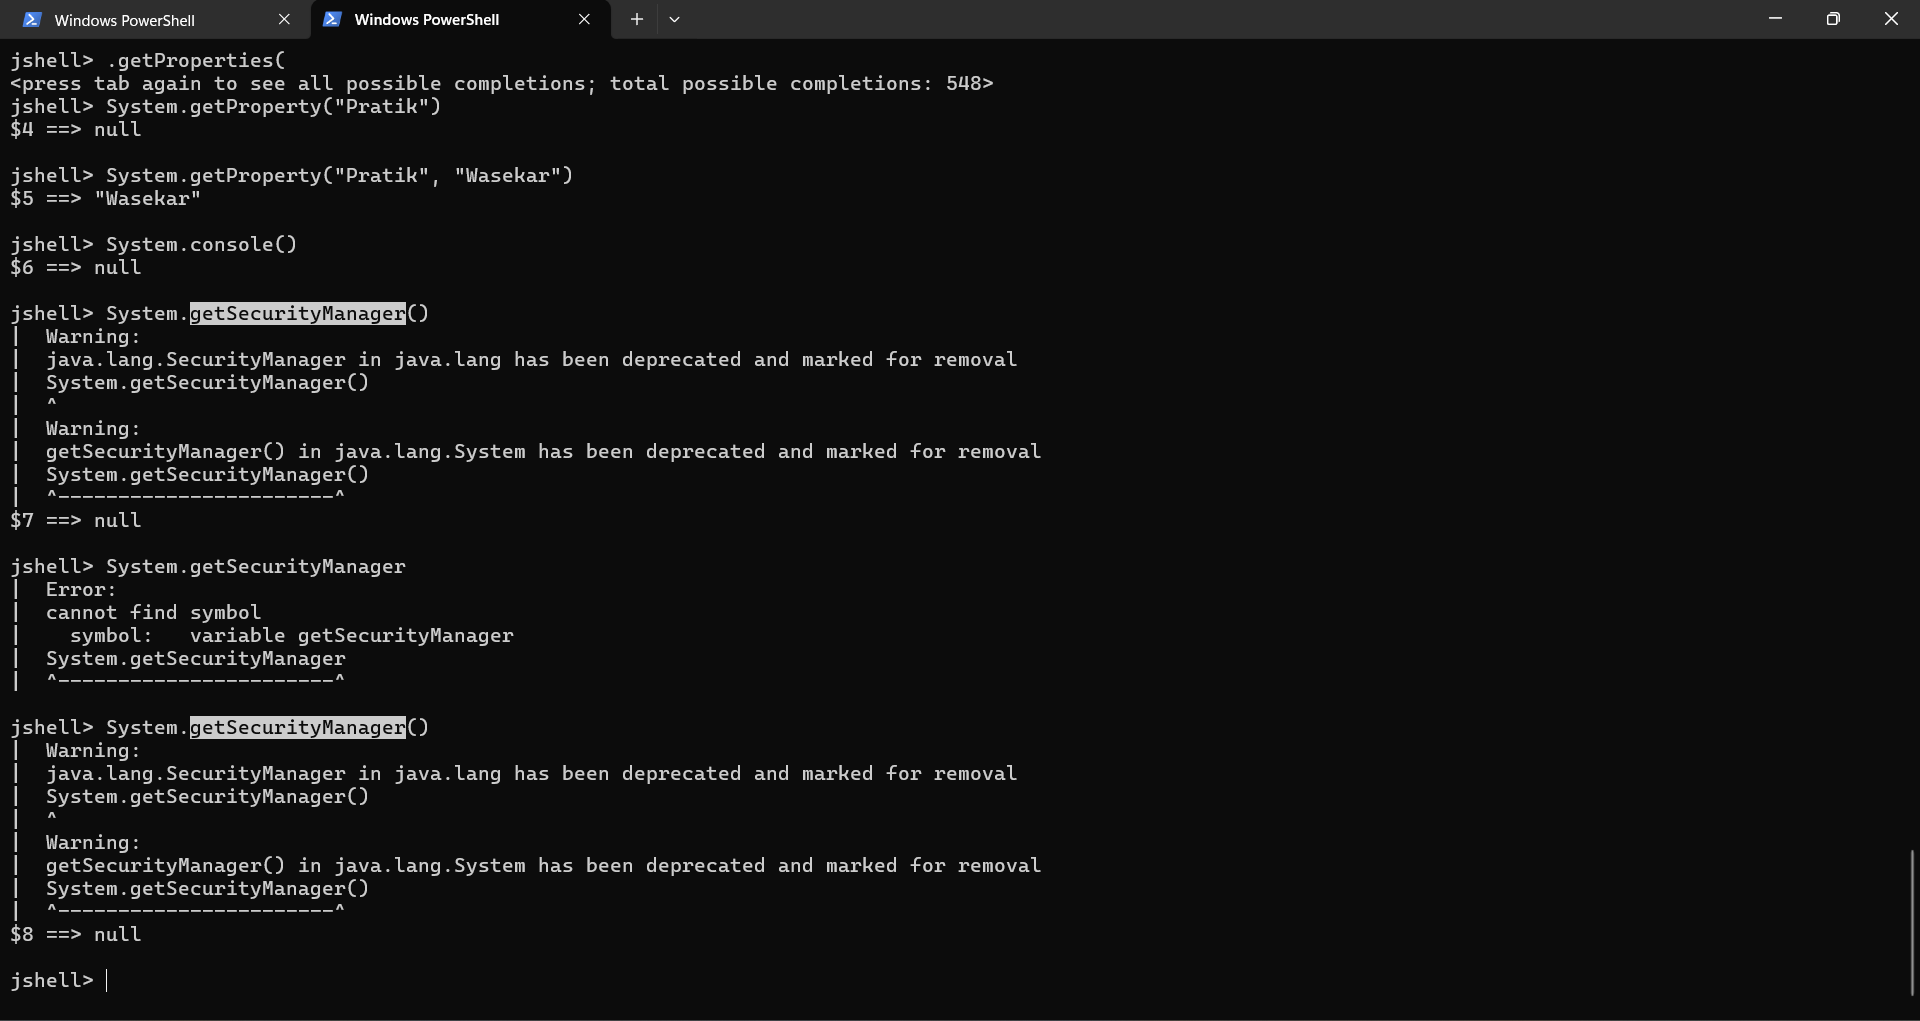 Windows PowerShell
Windows PowerShell
jshell> .getProperties(
<press tab again to see all possible completions; total possible completions: 548>
jshell> System.getProperty("Pratik")
$4 ==> null
jshell> System.getProperty("Pratik", "Wasekar")
$5 ==> "Wasekar"
jshell> System.console()
$6 ==> null
jshell> System.getSecurityManager()
|  Warning:
|  java.lang.SecurityManager in java.lang has been deprecated and marked for removal
|  System.getSecurityManager()
|  ^
|  Warning:
|  getSecurityManager() in java.lang.System has been deprecated and marked for removal
|  System.getSecurityManager()
|  ^-----------------------^
$7 ==> null
jshell> System.getSecurityManager
|  Error:
|  cannot find symbol
|    symbol:   variable getSecurityManager
|  System.getSecurityManager
|  ^-----------------------^
jshell> System.getSecurityManager()
|  Warning:
|  java.lang.SecurityManager in java.lang has been deprecated and marked for removal
|  System.getSecurityManager()
|  ^
|  Warning:
|  getSecurityManager() in java.lang.System has been deprecated and marked for removal
|  System.getSecurityManager()
|  ^-----------------------^
$8 ==> null
jshell>